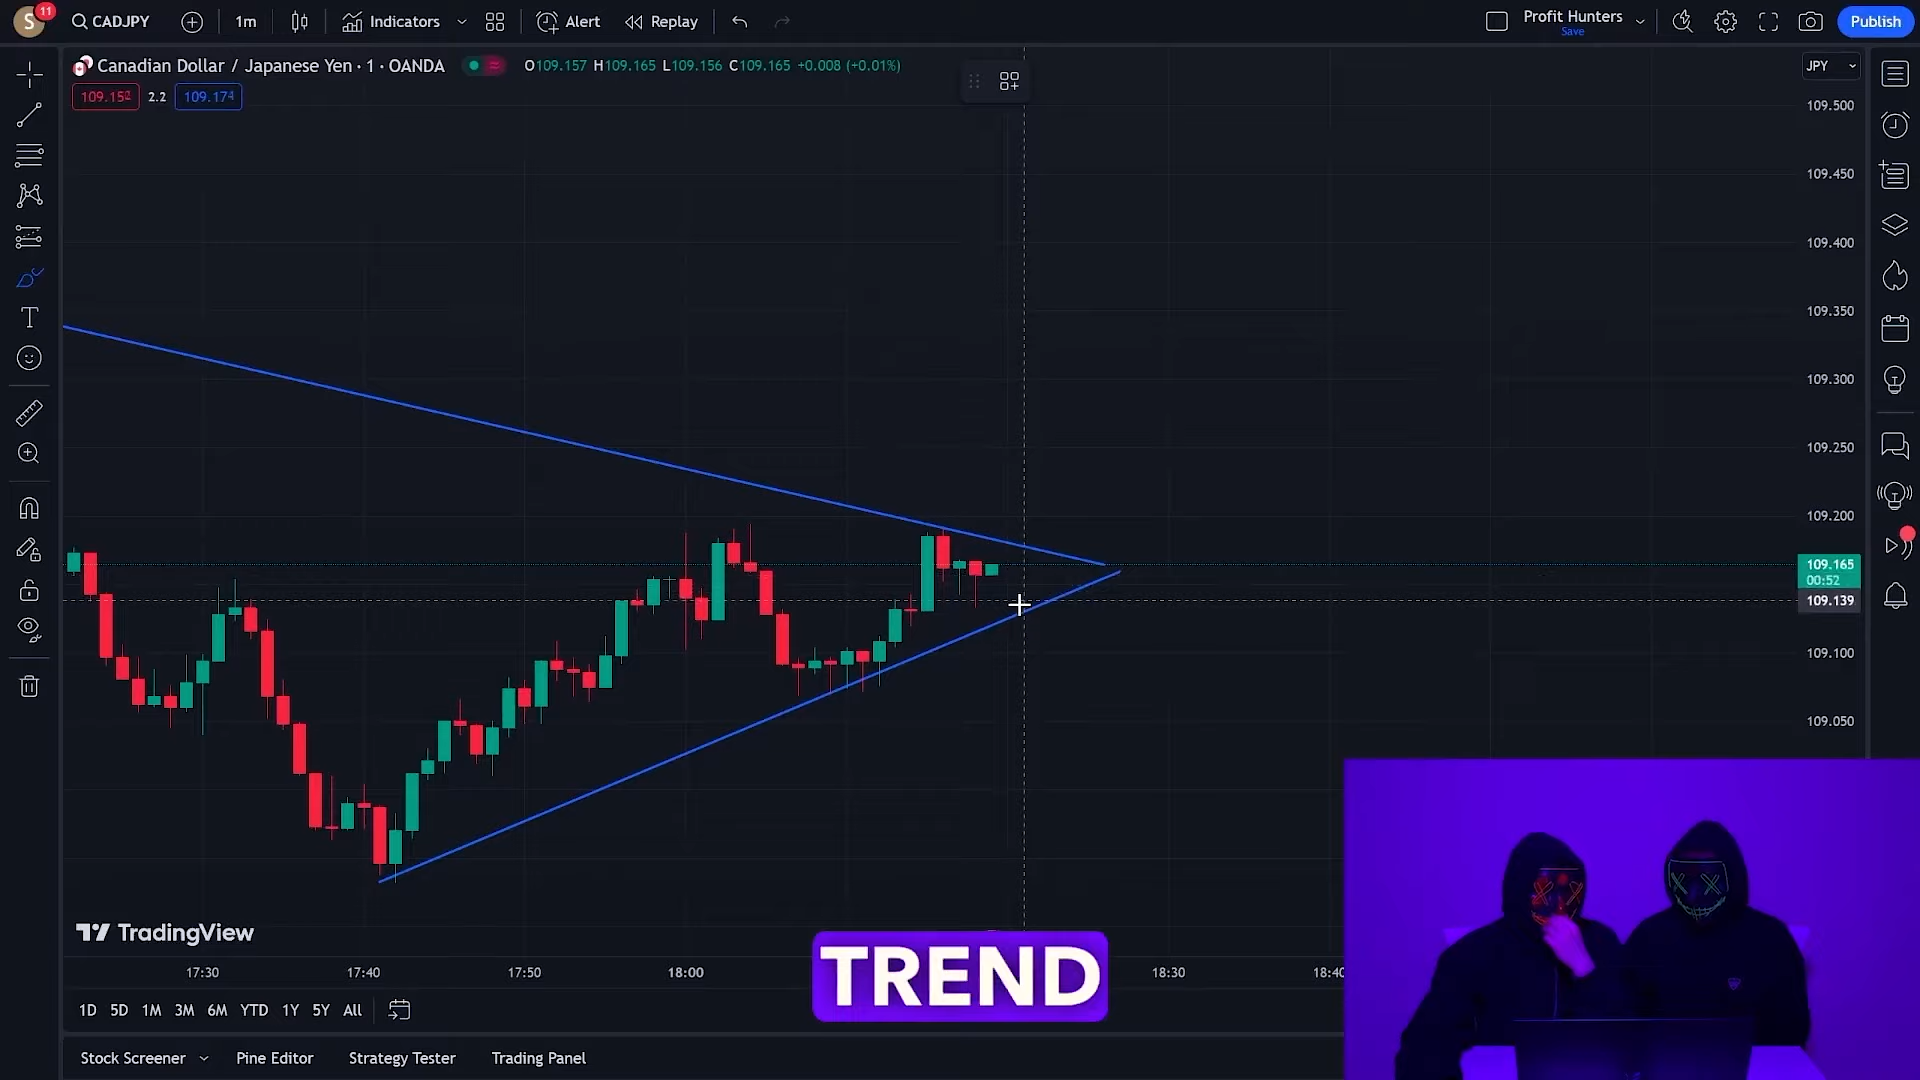 S 11 CADJPY 1m Indicators Alert Replay Profit Hunters Save Publish
Canadian Dollar / Japanese Yen · 1 · OANDA O109.157 H109.165 L109.156 C109.165 +0.008 (+0.01%) JPY
109.152 2.2 109.174
109.500
109.450
109.400
109.350
109.300
109.250
109.200
109.165
00:52
109.139
109.100
109.050
TradingView
TREND
17:30 17:40 17:50 18:00 18:30 18:40
1D 5D 1M 3M 6M YTD 1Y 5Y All
Stock Screener Pine Editor Strategy Tester Trading Panel